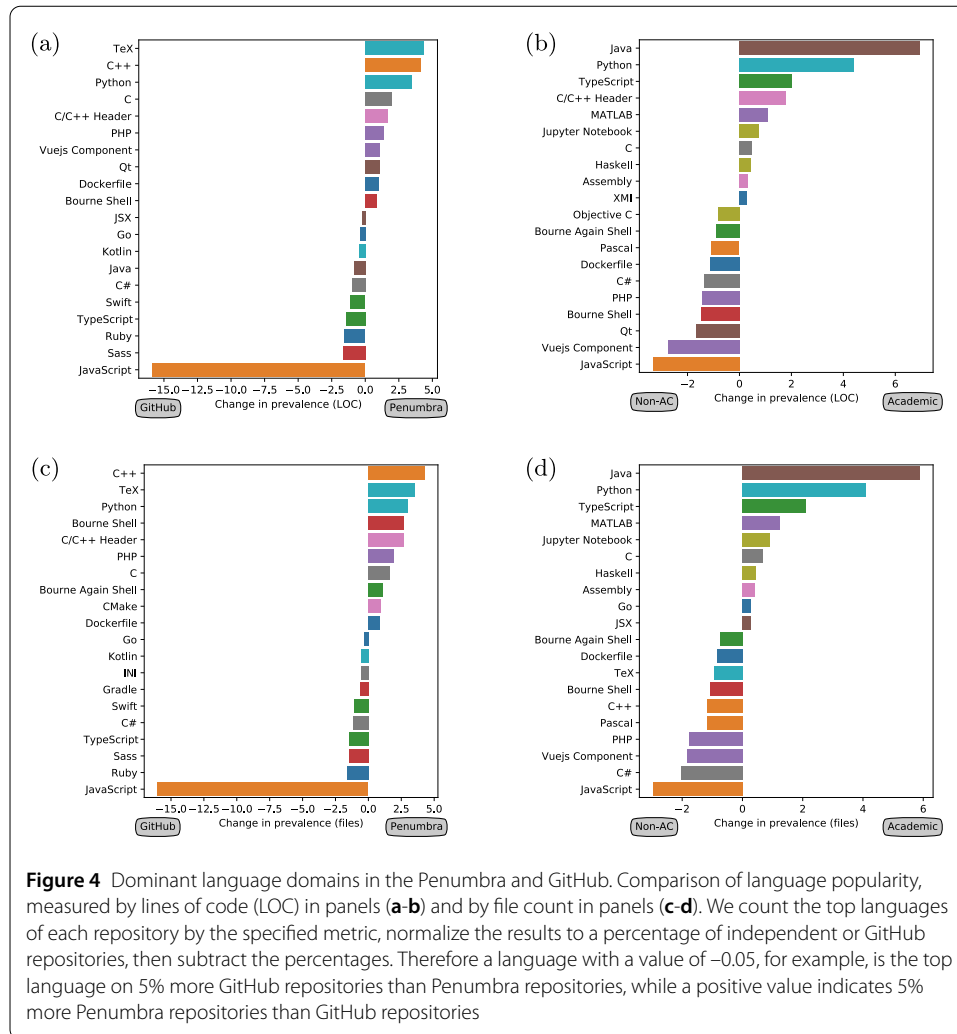 (a)
TeX
C++
Python
C
C/C++ Header
PHP
Vuejs Component
Qt
Dockerfile
Bourne Shell
JSX
Go
Kotlin
Java
C#
Swift
TypeScript
Ruby
Sass
JavaScript
−15.0 −12.5 −10.0 −7.5 −5.0 −2.5 0.0 2.5 5.0
Change in prevalence (LOC)
GitHub Penumbra
(b)
Java
Python
TypeScript
C/C++ Header
MATLAB
Jupyter Notebook
C
Haskell
Assembly
XMI
Objective C
Bourne Again Shell
Pascal
Dockerfile
C#
PHP
Bourne Shell
Qt
Vuejs Component
JavaScript
−2 0 2 4 6
Change in prevalence (LOC)
Non-AC Academic
(c)
C++
TeX
Python
Bourne Shell
C/C++ Header
PHP
C
Bourne Again Shell
CMake
Dockerfile
Go
Kotlin
INI
Gradle
Swift
C#
TypeScript
Sass
Ruby
JavaScript
−15.0 −12.5 −10.0 −7.5 −5.0 −2.5 0.0 2.5 5.0
Change in prevalence (files)
GitHub Penumbra
(d)
Java
Python
TypeScript
MATLAB
Jupyter Notebook
C
Haskell
Assembly
Go
JSX
Bourne Again Shell
Dockerfile
TeX
Bourne Shell
C++
Pascal
PHP
Vuejs Component
C#
JavaScript
−2 0 2 4 6
Change in prevalence (files)
Non-AC Academic
Figure 4 Dominant language domains in the Penumbra and GitHub. Comparison of language popularity,
measured by lines of code (LOC) in panels (a-b) and by file count in panels (c-d). We count the top languages
of each repository by the specified metric, normalize the results to a percentage of independent or GitHub
repositories, then subtract the percentages. Therefore a language with a value of –0.05, for example, is the top
language on 5% more GitHub repositories than Penumbra repositories, while a positive value indicates 5%
more Penumbra repositories than GitHub repositories